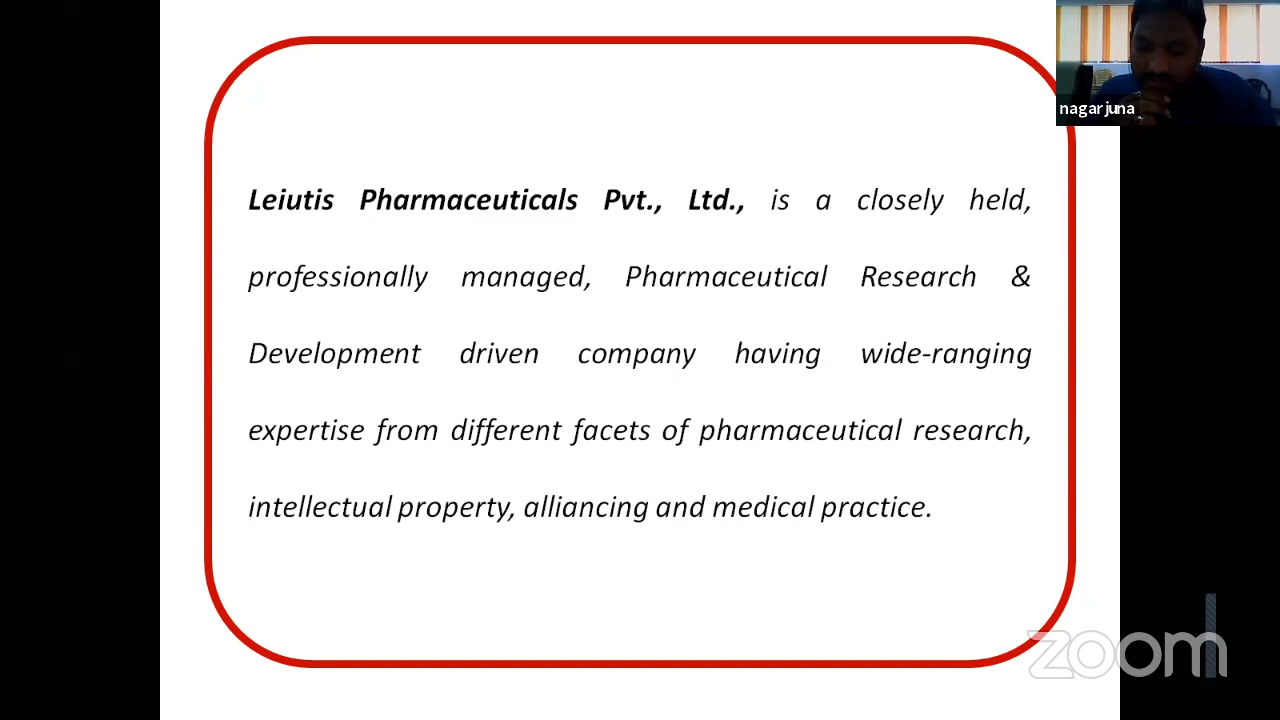 nagarjuna
Leiutis Pharmaceuticals Pvt., Ltd., is a closely held,
professionally managed, Pharmaceutical Research &
Development driven company having wide-ranging
expertise from different facets of pharmaceutical research,
intellectual property, alliancing and medical practice.
zoom